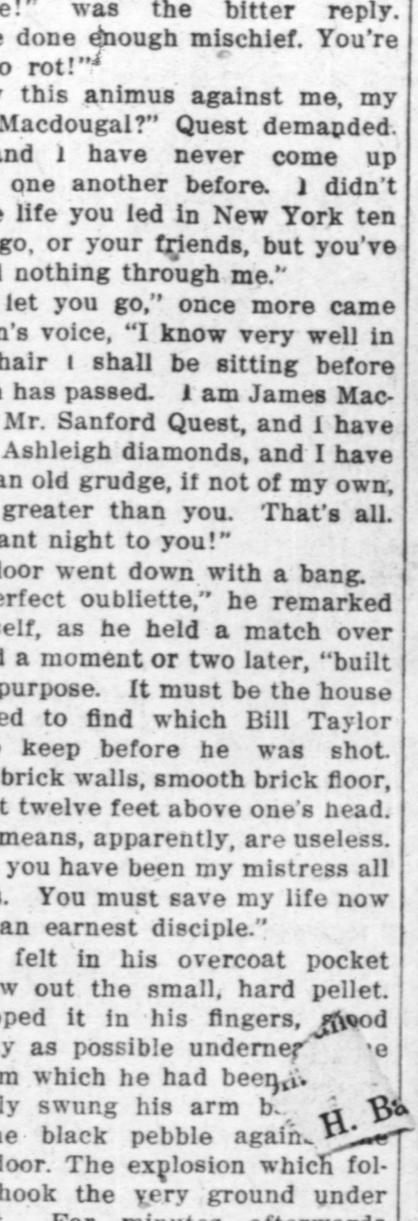 was the bitter reply.
done enough mischief. You're
o rot!"
this animus against me, my
Macdougal?" Quest demanded.
and I have never come up
one another before. I didn't
life you led in New York ten
go, or your friends, but you've
nothing through me."
let you go," once more came
n's voice, "I know very well in
hair I shall be sitting before
has passed. I am James Mac-
Mr. Sanford Quest, and I have
Ashleigh diamonds, and I have
an old grudge, if not of my own,
greater than you. That's all.
ant night to you!"
loor went down with a bang.
erfect oubliette," he remarked
self, as he held a match over
a moment or two later, "built
purpose. It must be the house
ed to find which Bill Taylor
keep before he was shot.
brick walls, smooth brick floor,
t twelve feet above one's head.
means, apparently, are useless.
you have been my mistress all
s. You must save my life now
an earnest disciple."
felt in his overcoat pocket
w out the small, hard pellet.
pped it in his fingers,
y as possible
m which he had been
ly swung his arm
e black pebble
loor. The explosion which fol-
hook the very ground under
For minutes afterwards
H. Ba